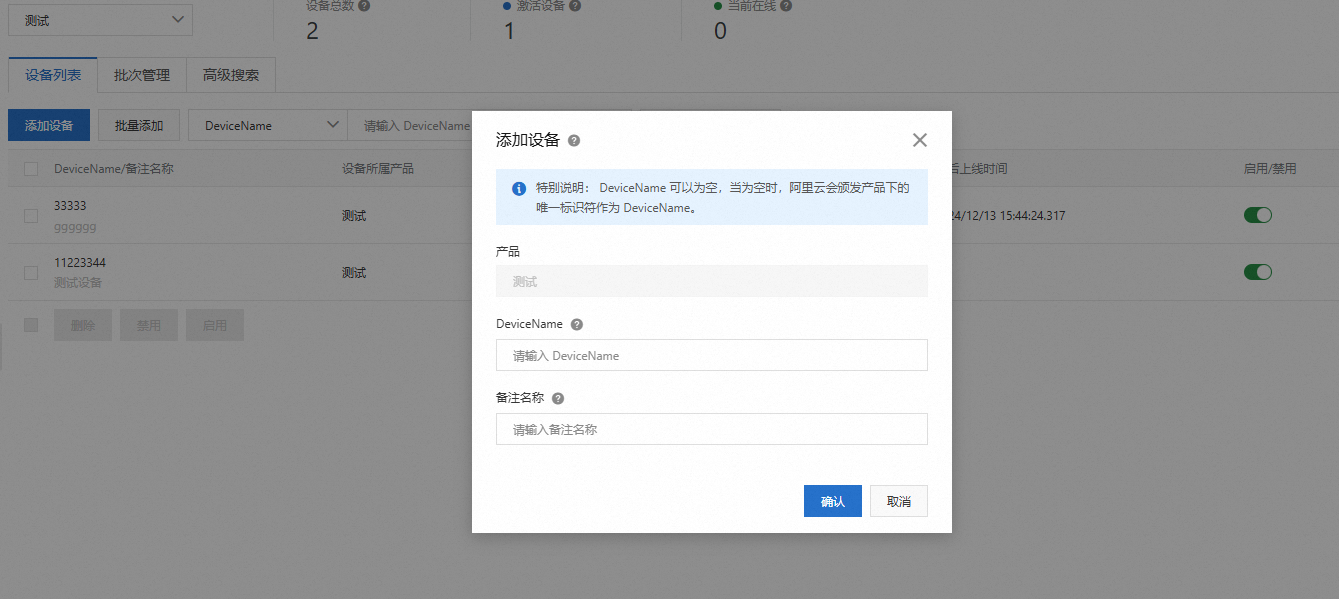 测试
设备总数
激活设备
当前在线
2
1
0
设备列表
批次管理
高级搜索
添加设备
批量添加
DeviceName
请输入 DeviceName
DeviceName/备注名称
设备所属产品
后上线时间
启用/禁用
33333
gggggg
测试
24/12/13 15:44:24.317
11223344
测试设备
测试
删除
禁用
启用
添加设备
特别说明： DeviceName 可以为空，当为空时，阿里云会颁发产品下的
唯一标识符作为 DeviceName。
产品
测试
DeviceName
请输入 DeviceName
备注名称
请输入备注名称
确认
取消